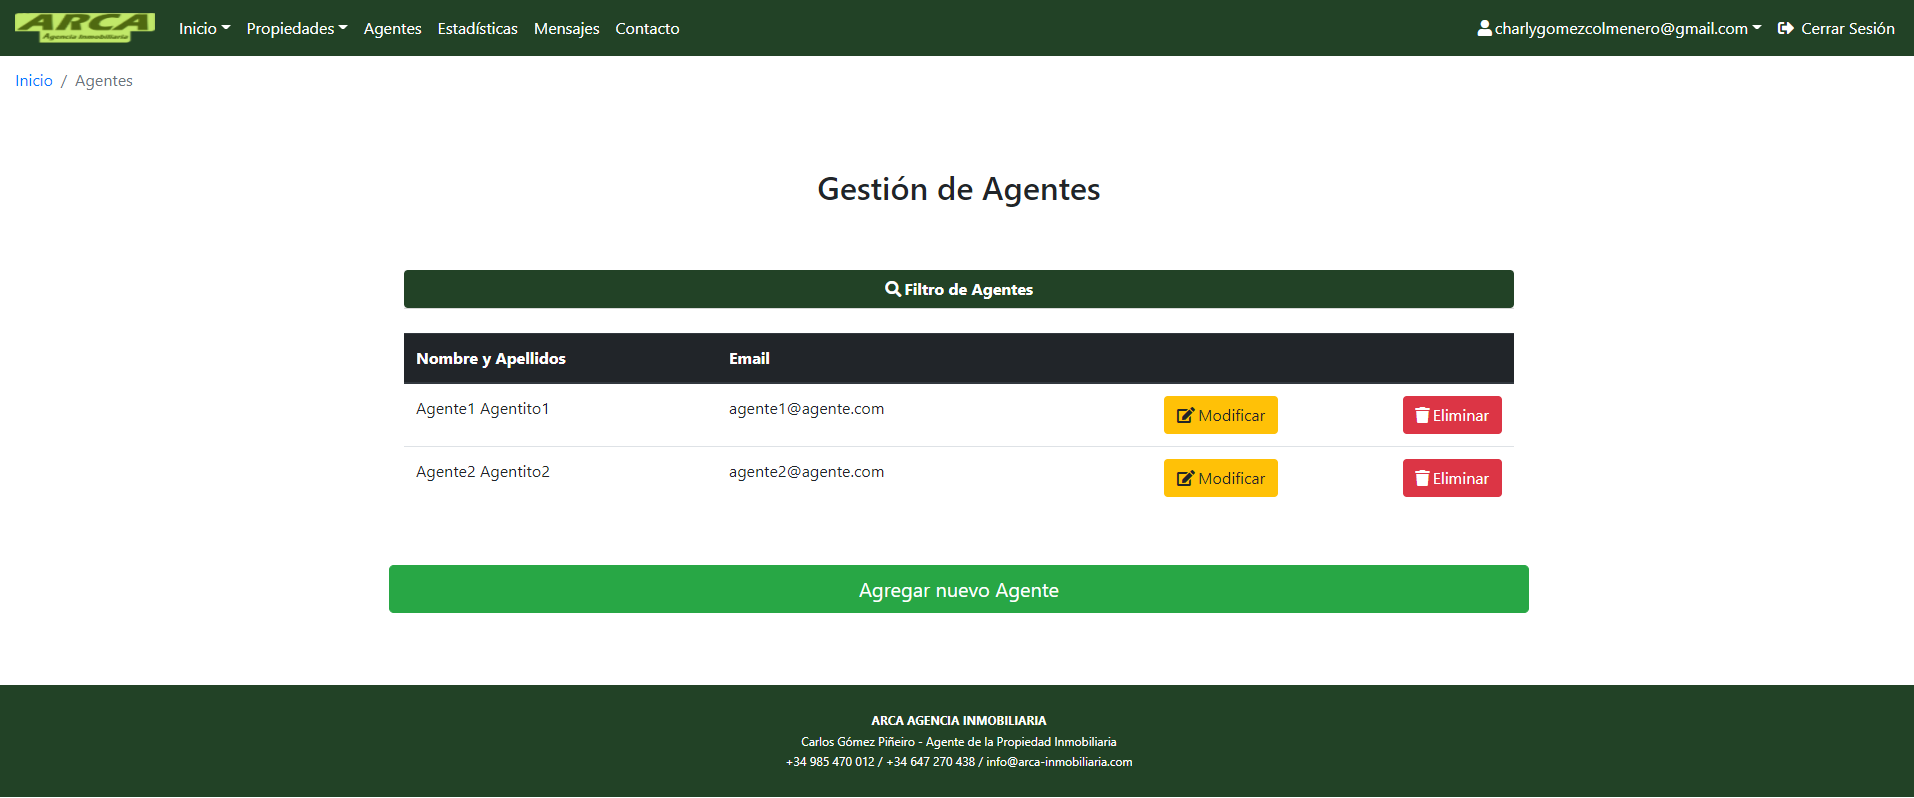 ARCA
Agencia Inmobiliaria
Inicio Propiedades Agentes Estadísticas Mensajes Contacto charlygomezcolmenero@gmail.com Cerrar Sesión
Inicio / Agentes
Gestión de Agentes
Filtro de Agentes
Nombre y Apellidos Email
Agente1 Agentito1 agente1@agente.com Modificar Eliminar
Agente2 Agentito2 agente2@agente.com Modificar Eliminar
Agregar nuevo Agente
ARCA AGENCIA INMOBILIARIA
Carlos Gómez Piñeiro - Agente de la Propiedad Inmobiliaria
+34 985 470 012 / +34 647 270 438 / info@arca-inmobiliaria.com